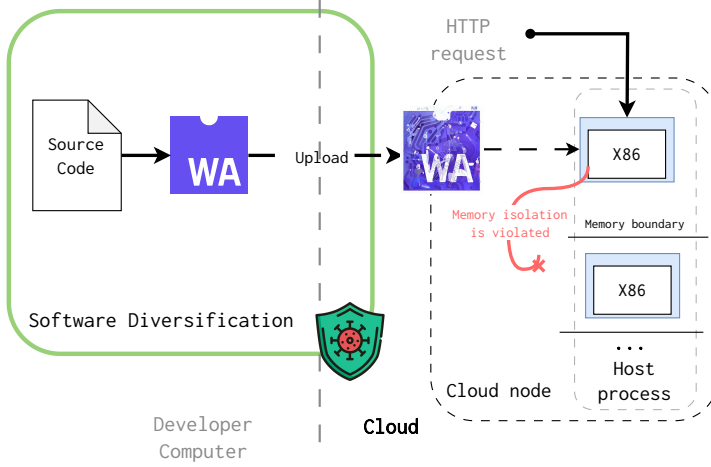 HTTP
request
Source
Code
WA
Upload
WA
X86
Memory isolation
is violated
Memory boundary
X86
Software Diversification
...
Host
process
Cloud node
Developer
Computer
Cloud